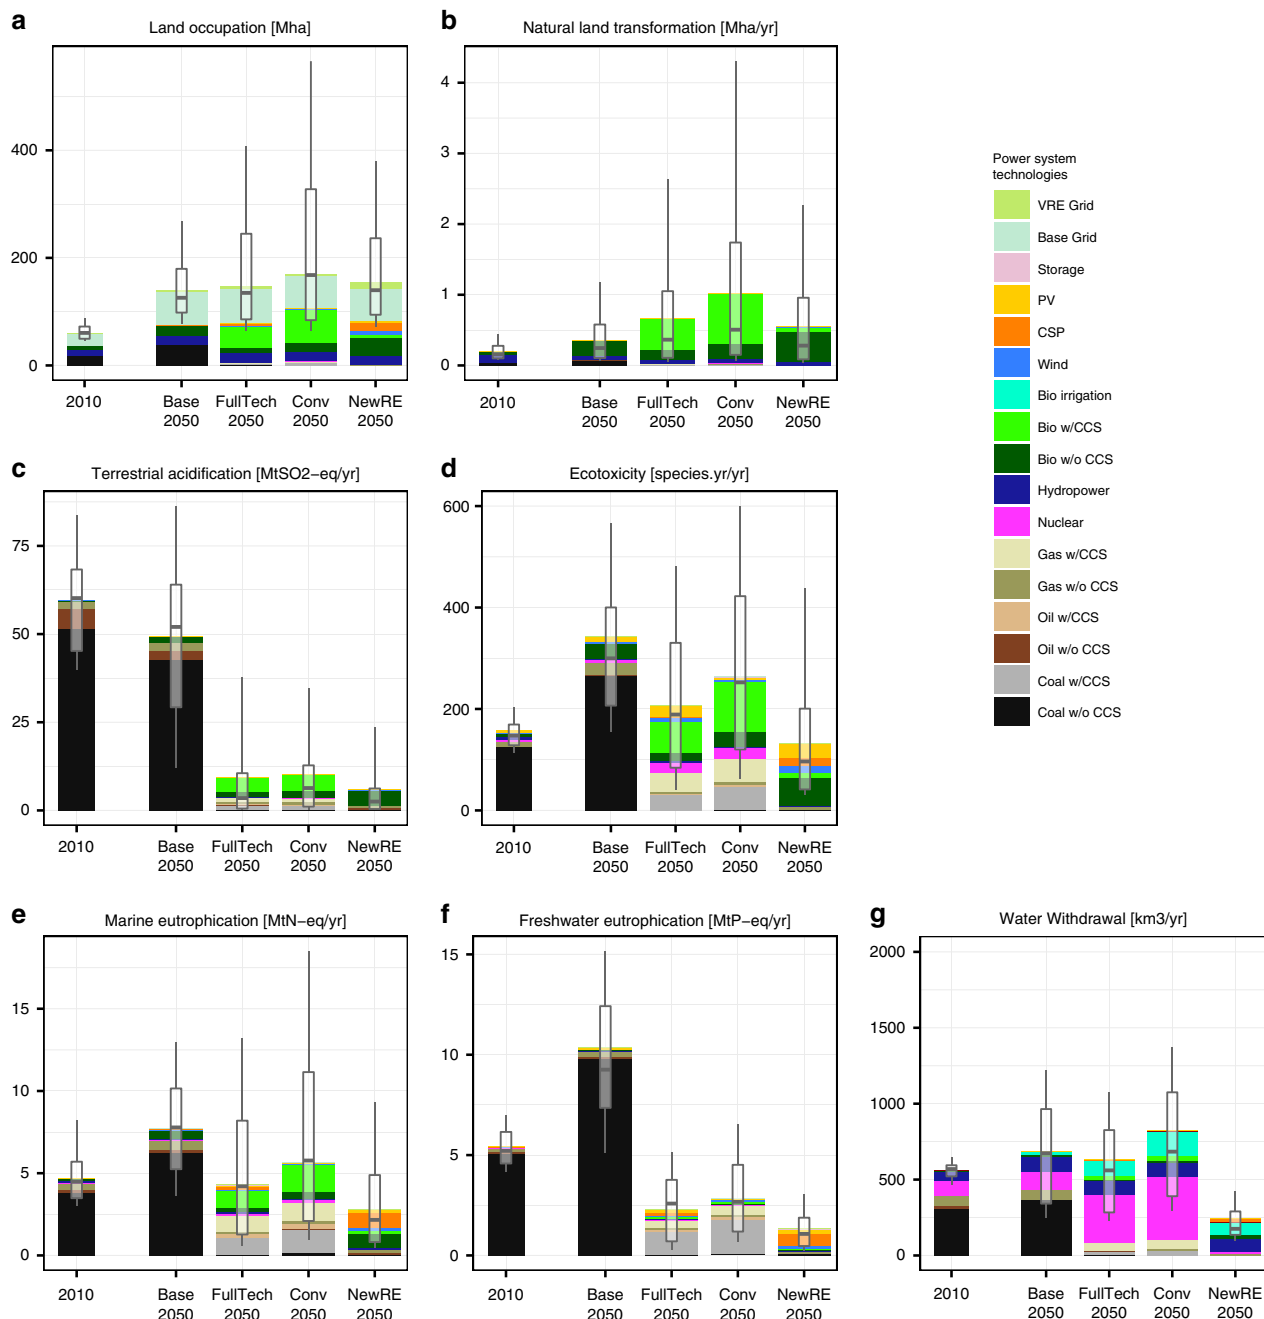 a
Land occupation [Mha]
400
200
0
2010
Base
2050
FullTech
2050
Conv
2050
NewRE
2050
b
Natural land transformation [Mha/yr]
4
3
2
1
0
2010
Base
2050
FullTech
2050
Conv
2050
NewRE
2050
Power system
technologies
VRE Grid
Base Grid
Storage
PV
CSP
Wind
Bio irrigation
Bio w/CCS
Bio w/o CCS
Hydropower
Nuclear
Gas w/CCS
Gas w/o CCS
Oil w/CCS
Oil w/o CCS
Coal w/CCS
Coal w/o CCS
c
Terrestrial acidification [MtSO2−eq/yr]
75
50
25
0
2010
Base
2050
FullTech
2050
Conv
2050
NewRE
2050
d
Ecotoxicity [species.yr/yr]
600
400
200
0
2010
Base
2050
FullTech
2050
Conv
2050
NewRE
2050
e
Marine eutrophication [MtN−eq/yr]
15
10
5
0
2010
Base
2050
FullTech
2050
Conv
2050
NewRE
2050
f
Freshwater eutrophication [MtP−eq/yr]
15
10
5
0
2010
Base
2050
FullTech
2050
Conv
2050
NewRE
2050
g
Water Withdrawal [km3/yr]
2000
1500
1000
500
0
2010
Base
2050
FullTech
2050
Conv
2050
NewRE
2050